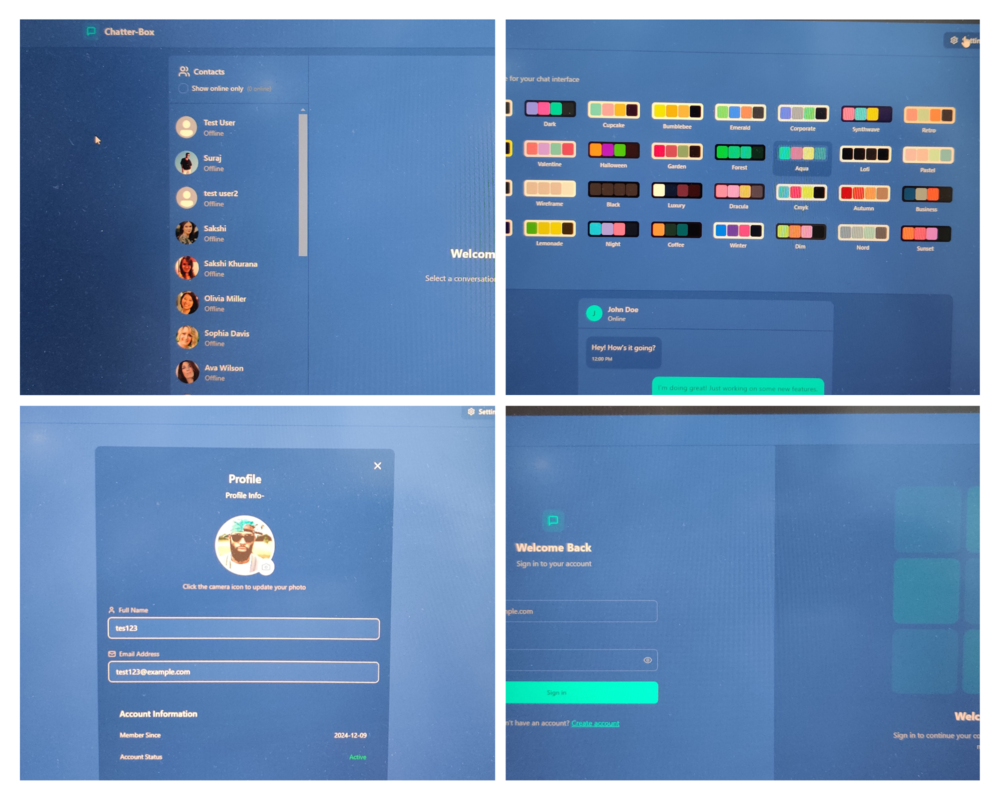 Chatter-Box
Contacts
Show online only
Test User
Offline
Suraj
Offline
test user2
Offline
Sakshi
Offline
Sakshi Khurana
Offline
Olivia Miller
Offline
Sophia Davis
Offline
Ava Wilson
Offline
Welcom
Select a conversation
Settin
e for your chat interface
Dark
Cupcake
Bumblebee
Emerald
Corporate
Synthwave
Retro
Valentine
Halloween
Garden
Forest
Aqua
Lofi
Pastel
Wireframe
Black
Luxury
Dracula
Cmyk
Autumn
Business
Lemonade
Night
Coffee
Winter
Dim
Nord
Sunset
J
John Doe
Online
Hey! How's it going?
12:00 PM
I'm doing great! Just working on some new features.
Settin
Profile
Profile Info-
Click the camera icon to update your photo
Full Name
tes123
Email Address
test123@example.com
Account Information
Member Since 2024-12-09
Account Status Active
Welcome Back
Sign in to your account
ple.com
Sign in
n't have an account? Create account
Welc
Sign in to continue your co